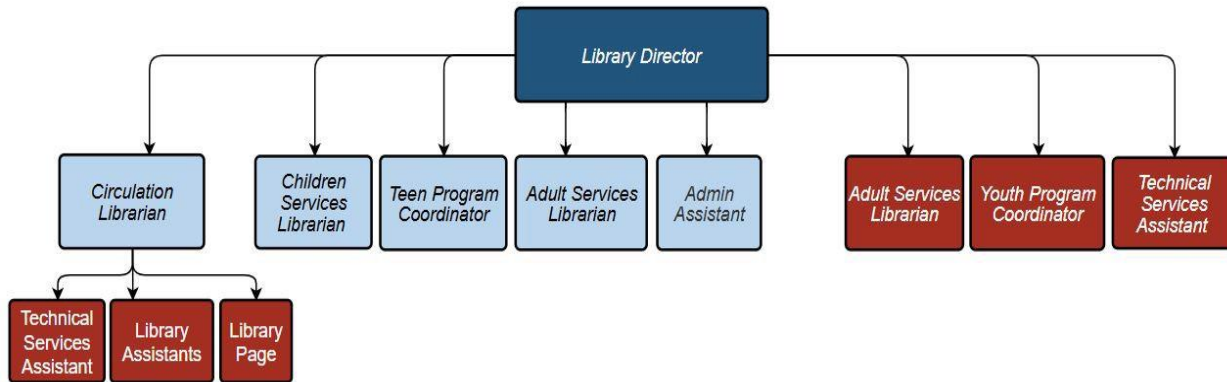 Library Director
Circulation
Librarian
Children
Services
Librarian
Teen Program
Coordinator
Adult Services
Librarian
Admin
Assistant
Adult Services
Librarian
Youth Program
Coordinator
Technical
Services
Assistant
Technical
Services
Assistant
Library
Assistants
Library
Page